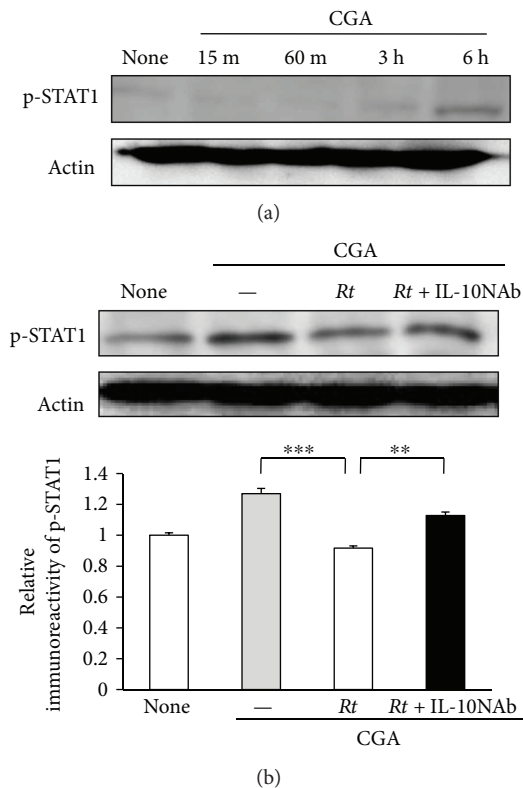 CGA
None 15 m 60 m 3 h 6 h
p-STAT1
Actin
(a)
CGA
None — Rt Rt + IL-10NAb
p-STAT1
Actin
*** **
1.4
1.2
1
0.8
0.6
0.4
0.2
0
Relative
immunoreactivity of p-STAT1
None — Rt Rt + IL-10NAb
CGA
(b)